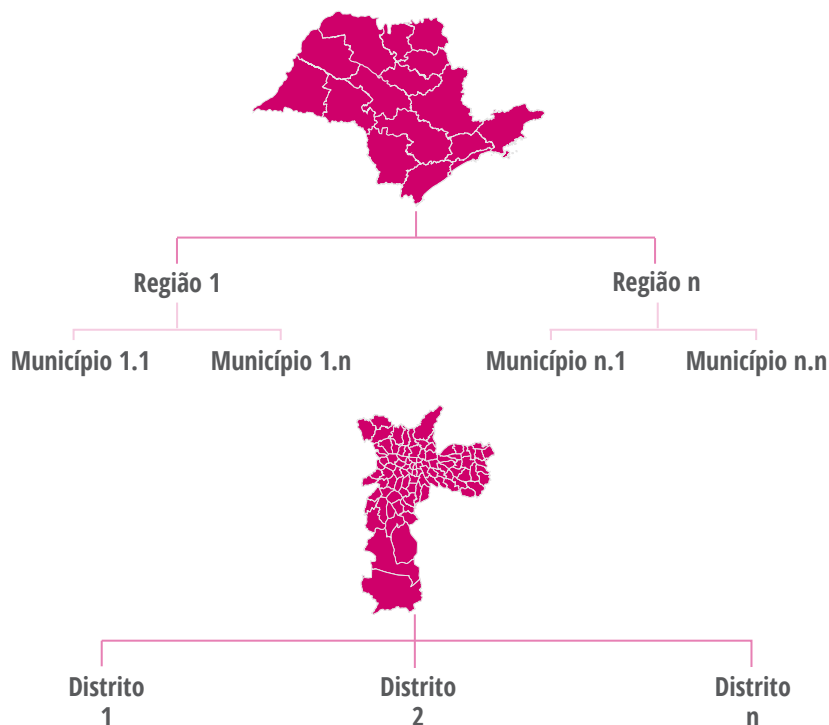 Região 1
Região n
Município 1.1
Município 1.n
Município n.1
Município n.n
Distrito
1
Distrito
2
Distrito
n